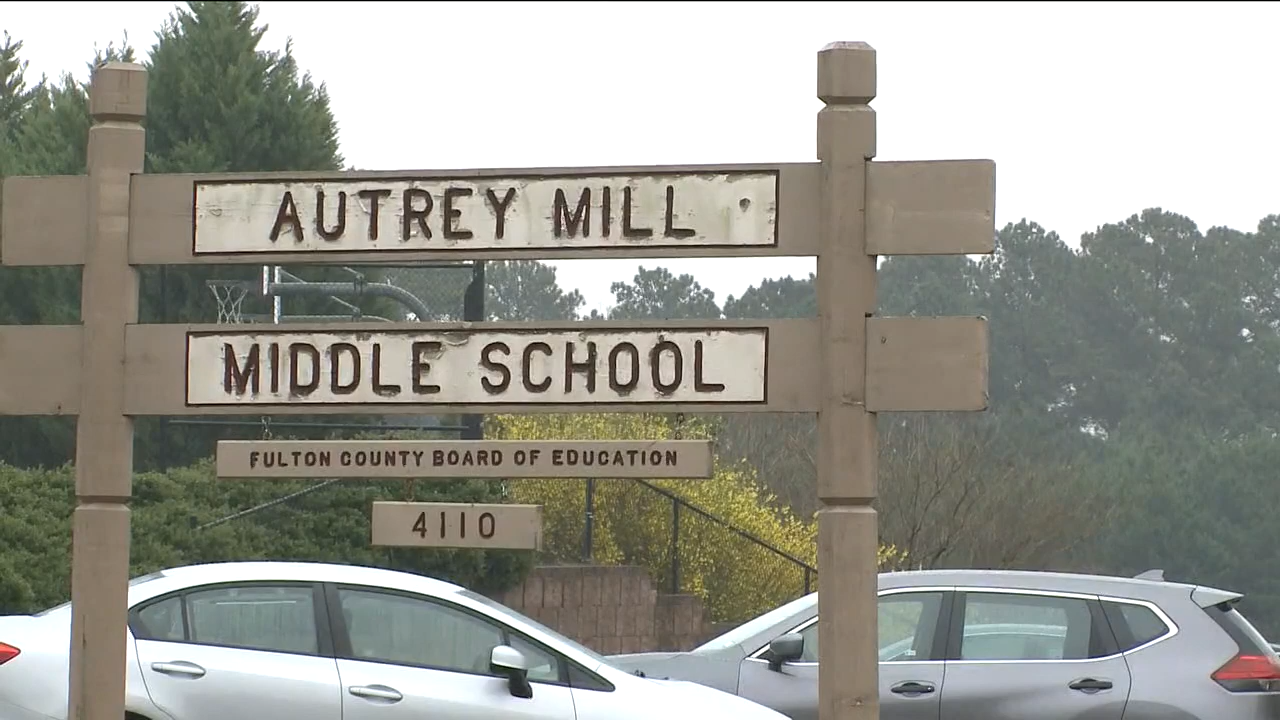 AUTREY MILL
MIDDLE SCHOOL
FULTON COUNTY BOARD OF EDUCATION
4110